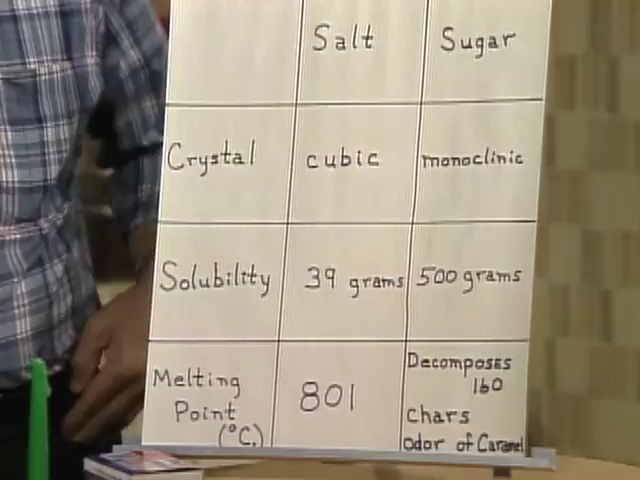 Salt Sugar
Crystal cubic monoclinic
Solubility 39 grams 500 grams
Melting Point (°C.) 801 Decomposes 160
chars
odor of Caramel